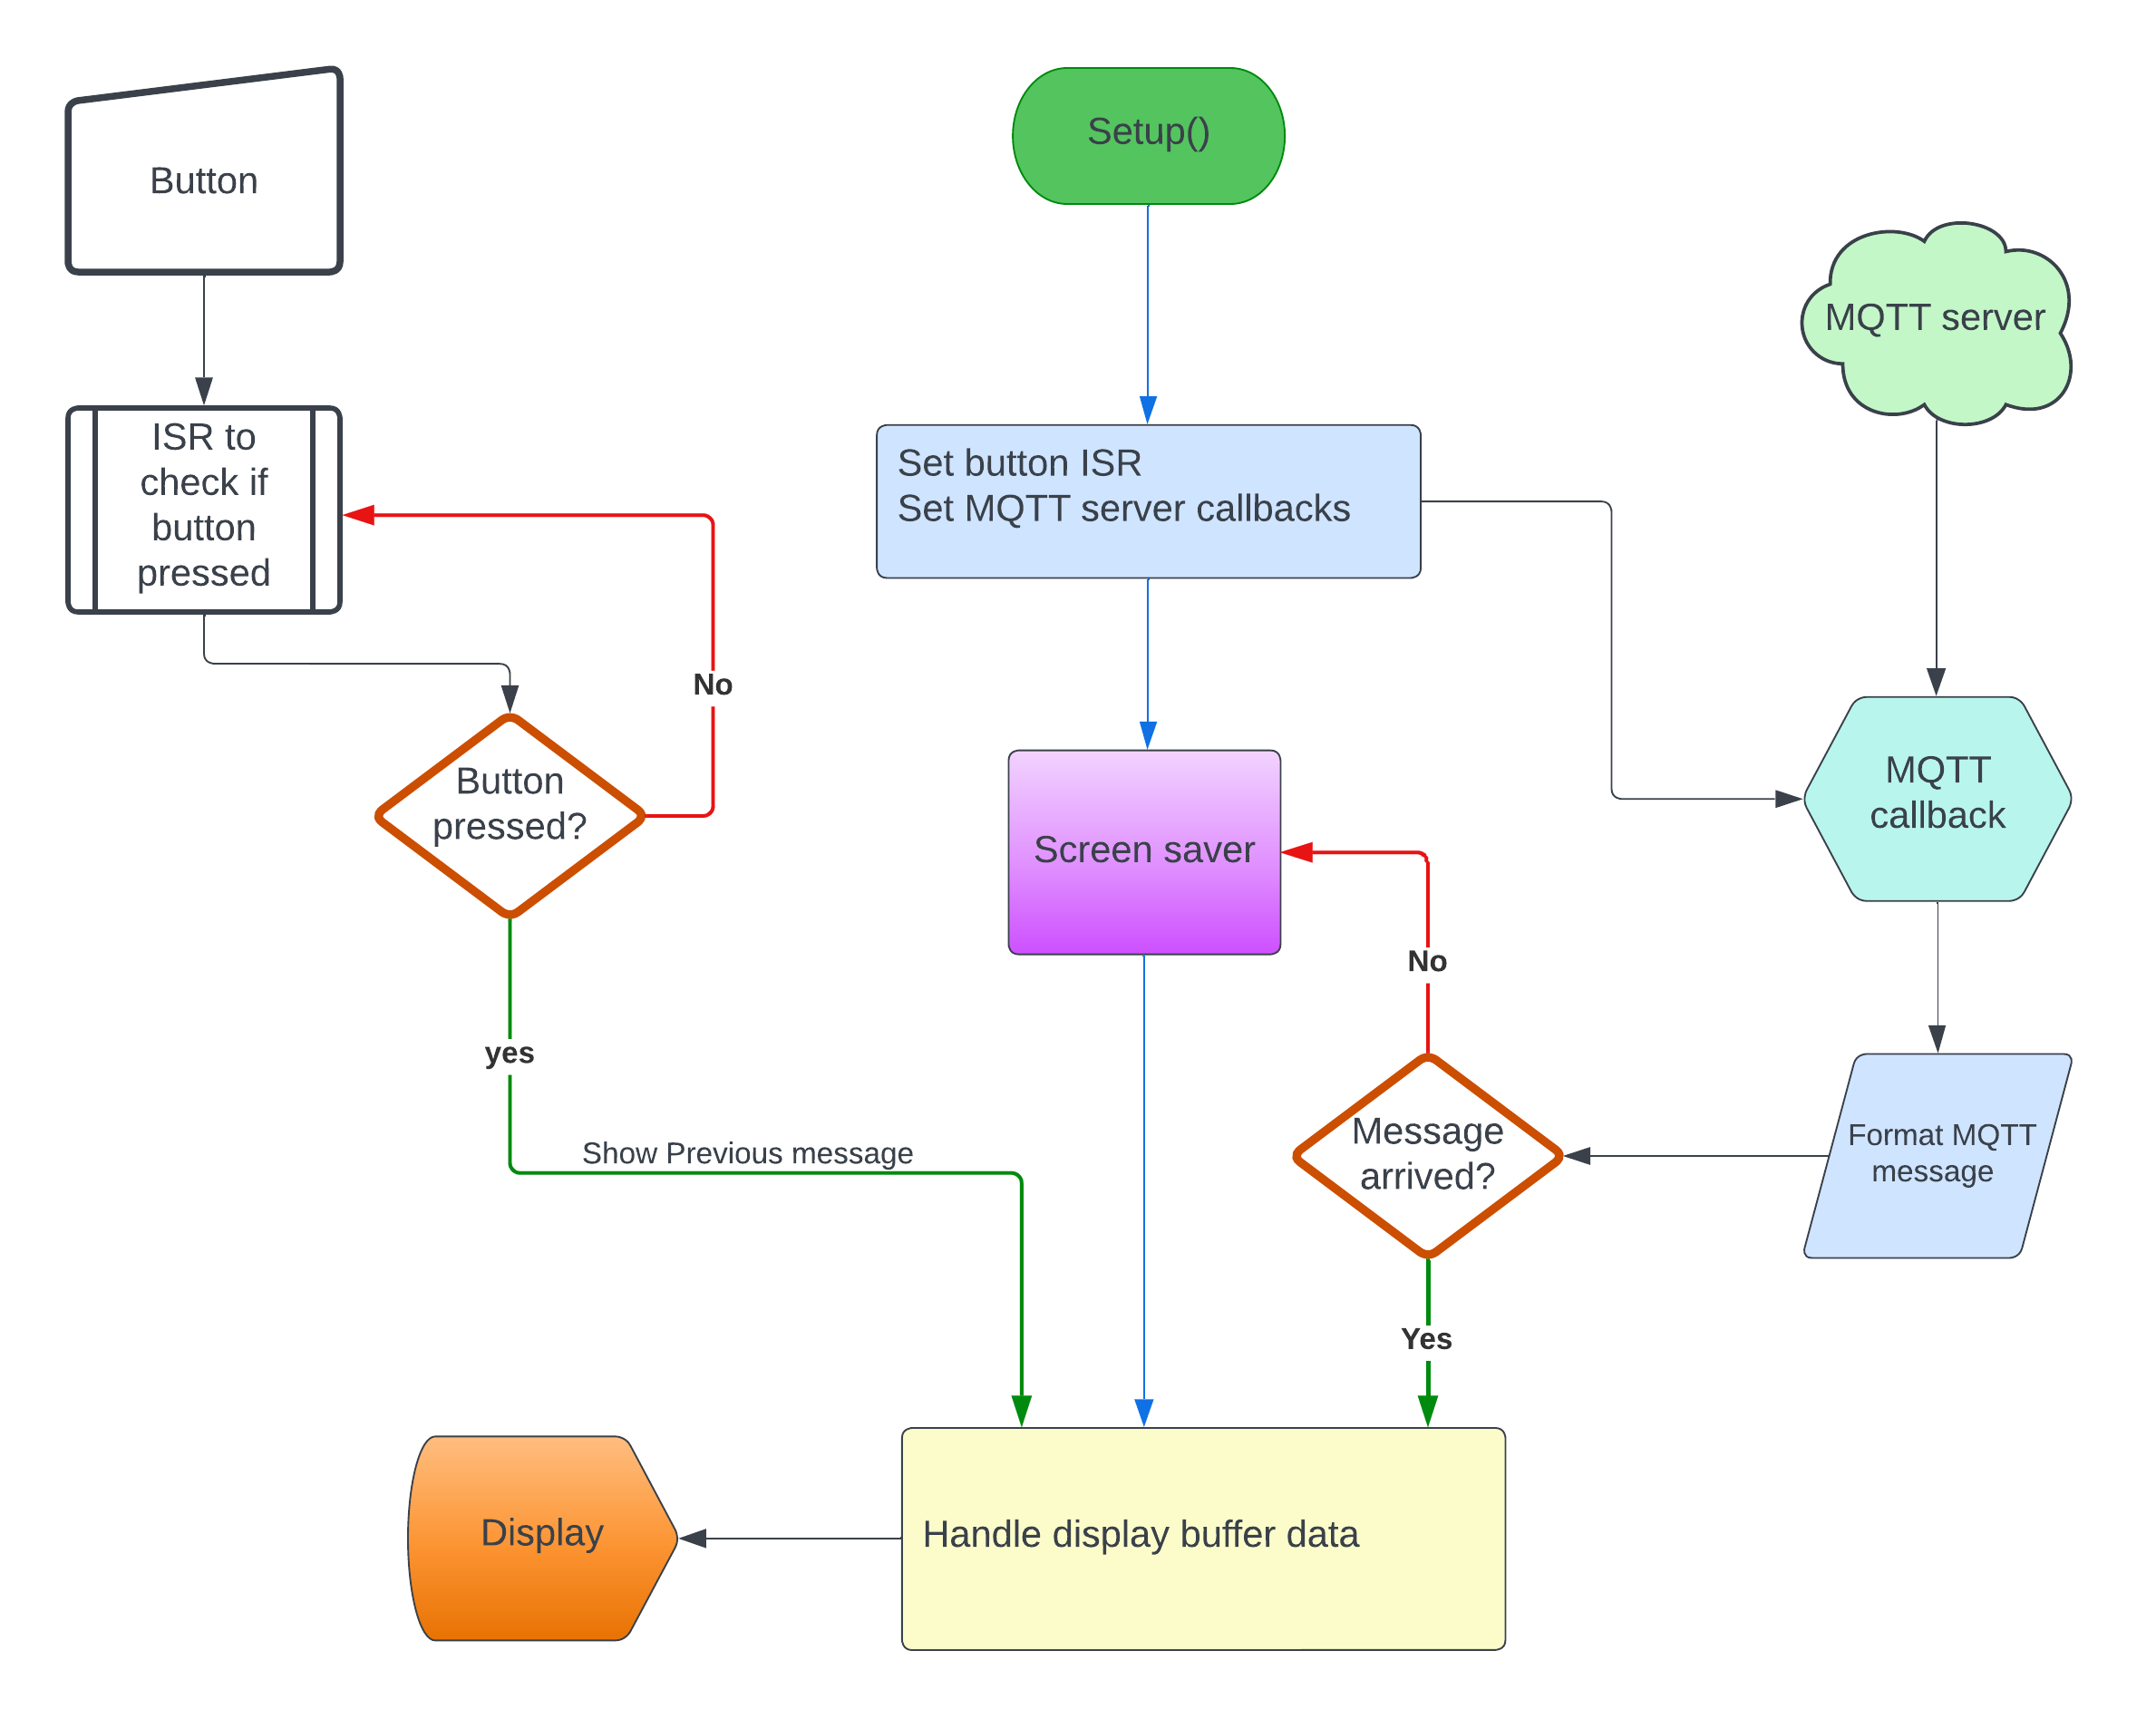 Button
Setup()
MQTT server
ISR to
check if
button
pressed
Set button ISR
Set MQTT server callbacks
No
Button
pressed?
MQTT
callback
Screen saver
No
yes
Message
arrived?
Format MQTT
message
Show Previous message
Yes
Display
Handle display buffer data